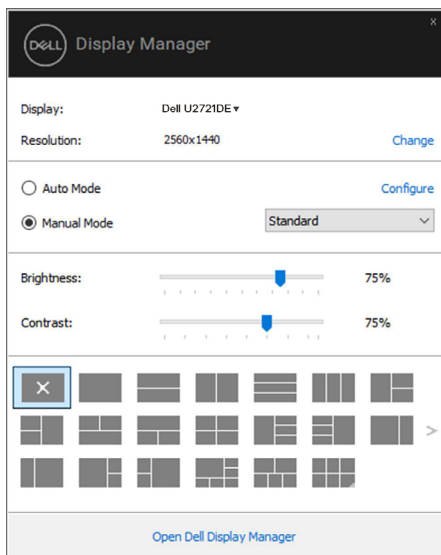 x
DELL Display Manager
Display: Dell U2721DE ▾
Resolution: 2560x1440 Change
Auto Mode Configure
Manual Mode Standard
Brightness: 75%
Contrast: 75%
>
Open Dell Display Manager